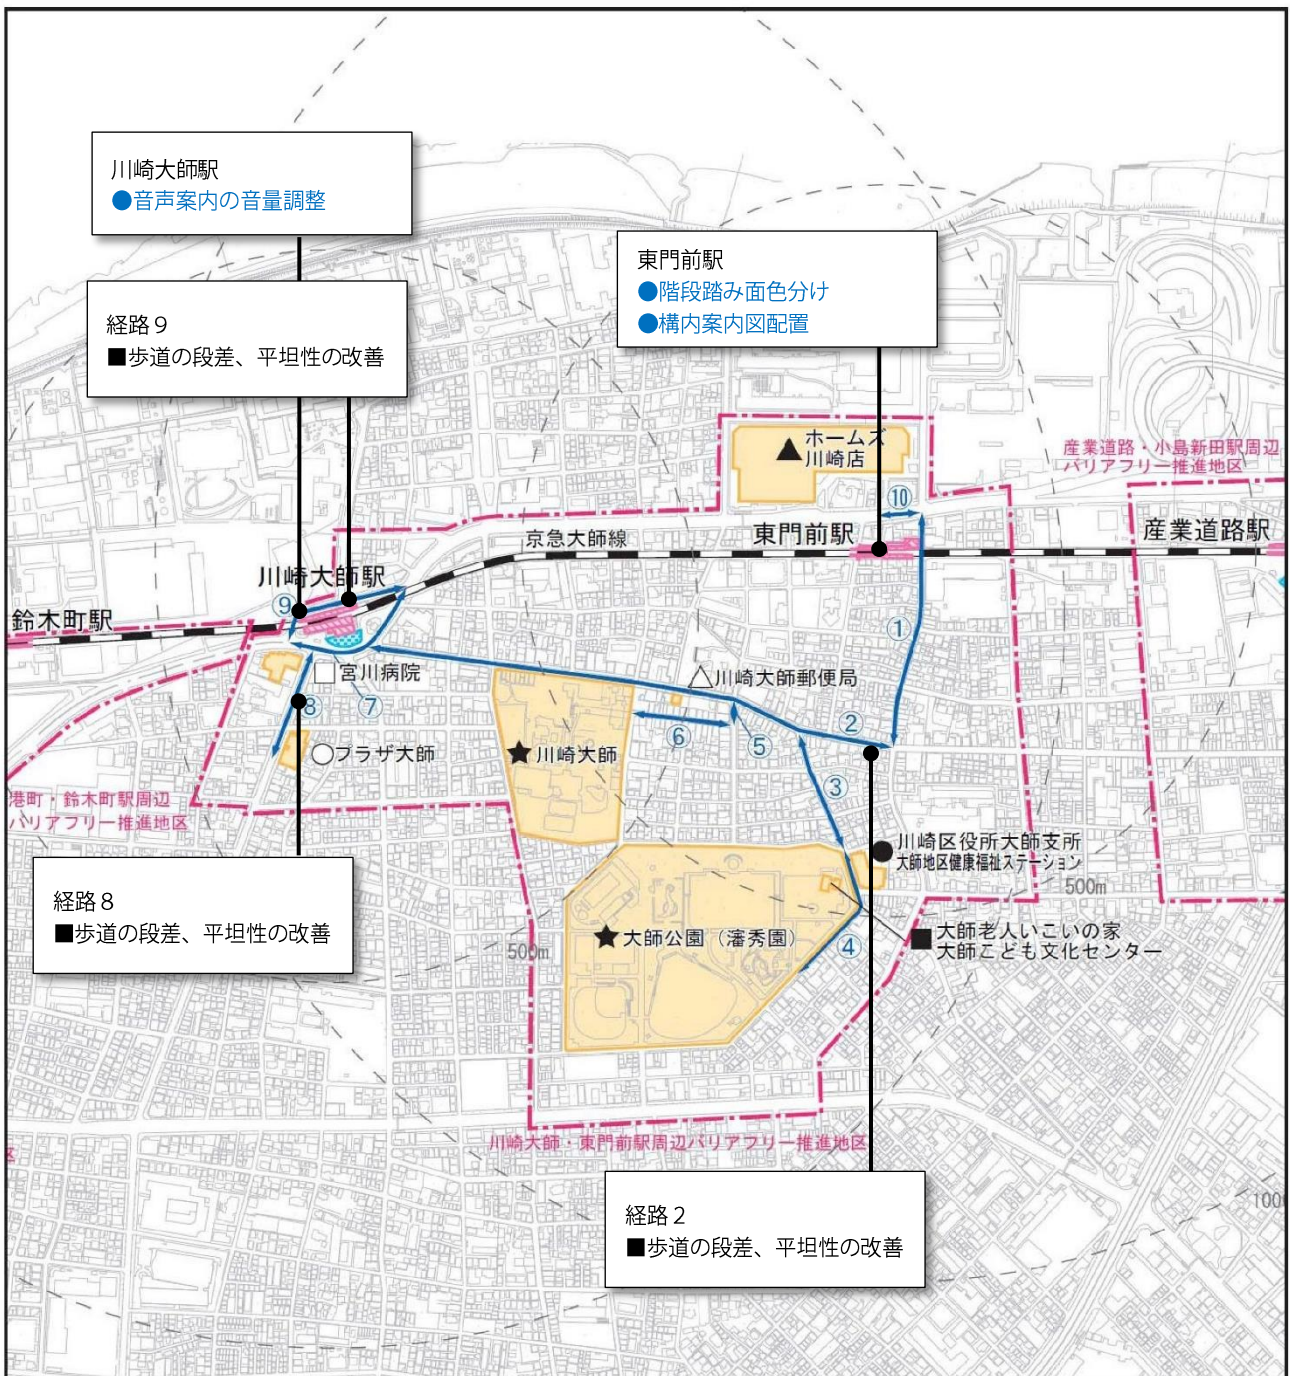 川崎大師駅
●音声案内の音量調整
東門前駅
●階段踏み面色分け
●構内案内図配置
経路９
■歩道の段差、平坦性の改善
ホームズ
川崎店
産業道路・小島新田駅周辺
バリアフリー推進地区
⑩
京急大師線
東門前駅
産業道路駅
川崎大師駅
⑨
鈴木町駅
①
宮川病院
川崎大師郵便局
⑧
⑦
⑥
⑤
②
川崎大師
プラザ大師
③
港町・鈴木町駅周辺
バリアフリー推進地区
川崎区役所大師支所
大師地区健康福祉ステーション
500m
経路８
■歩道の段差、平坦性の改善
大師公園（瀋秀園）
④
大師老人いこいの家
大師こども文化センター
500m
川崎大師・東門前駅周辺バリアフリー推進地区
区
経路２
■歩道の段差、平坦性の改善
100